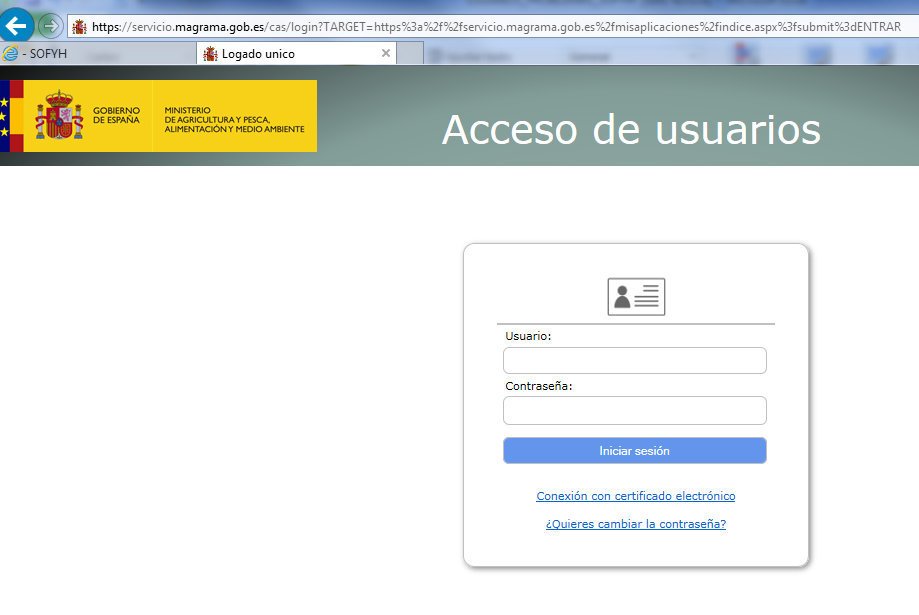 https://servicio.magrama.gob.es/cas/login?TARGET=https%3a%2f%2fservicio.magrama.gob.es%2fmisaplicaciones%2findice.aspx%3fsubmit%3dENTRAR
- SOFYH
Logado unico
GOBIERNO
DE ESPAÑA
MINISTERIO
DE AGRICULTURA Y PESCA,
ALIMENTACIÓN Y MEDIO AMBIENTE
Acceso de usuarios
Usuario:
Contraseña:
Iniciar sesión
Conexión con certificado electrónico
¿Quieres cambiar la contraseña?